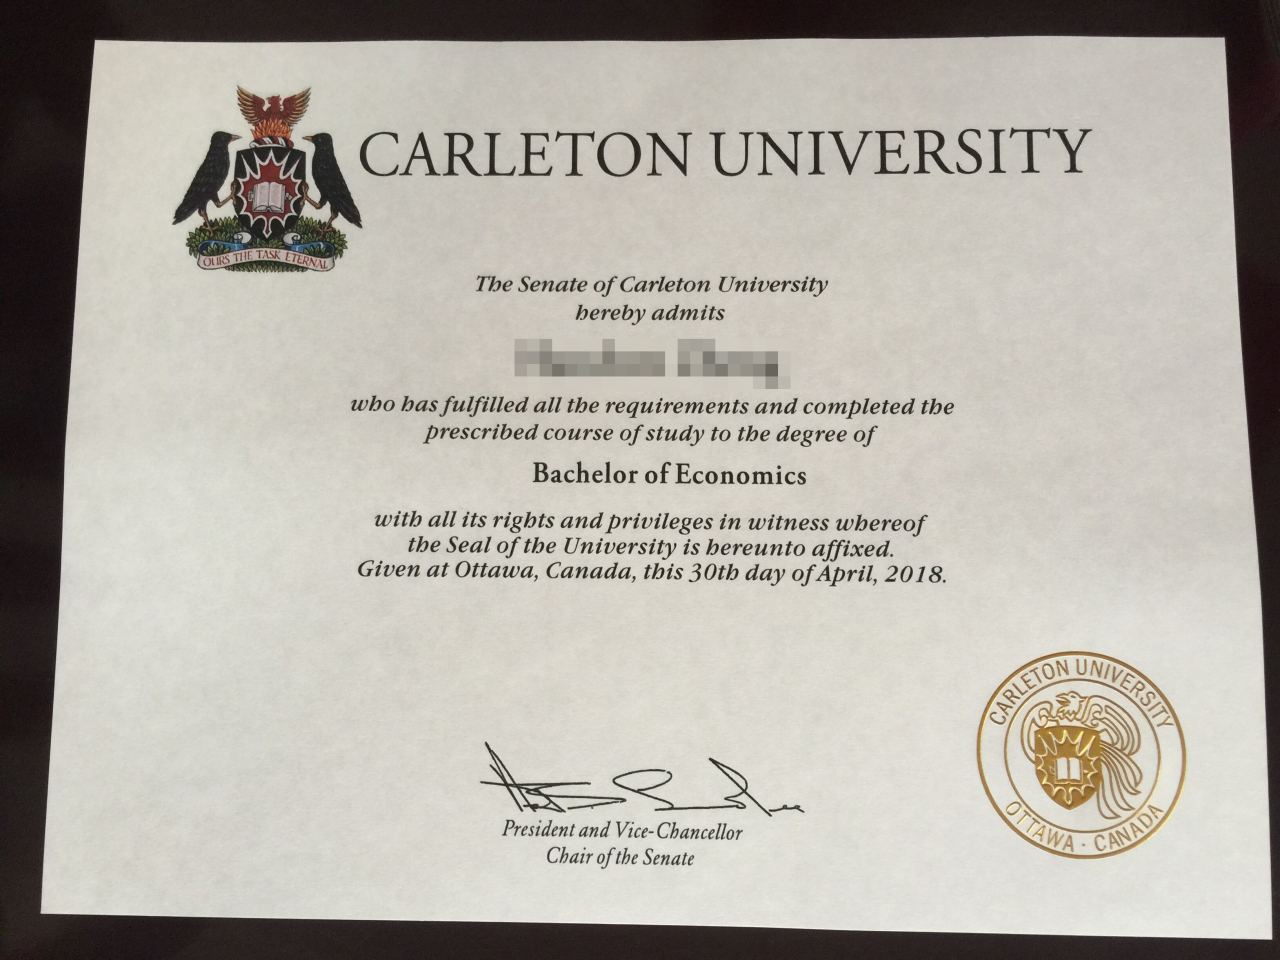 CARLETON UNIVERSITY
OURS THE TASK ETERNAL
The Senate of Carleton University
hereby admits
who has fulfilled all the requirements and completed the
prescribed course of study to the degree of
Bachelor of Economics
with all its rights and privileges in witness whereof
the Seal of the University is hereunto affixed.
Given at Ottawa, Canada, this 30th day of April, 2018.
President and Vice-Chancellor
Chair of the Senate
CARLETON UNIVERSITY
OTTAWA · CANADA